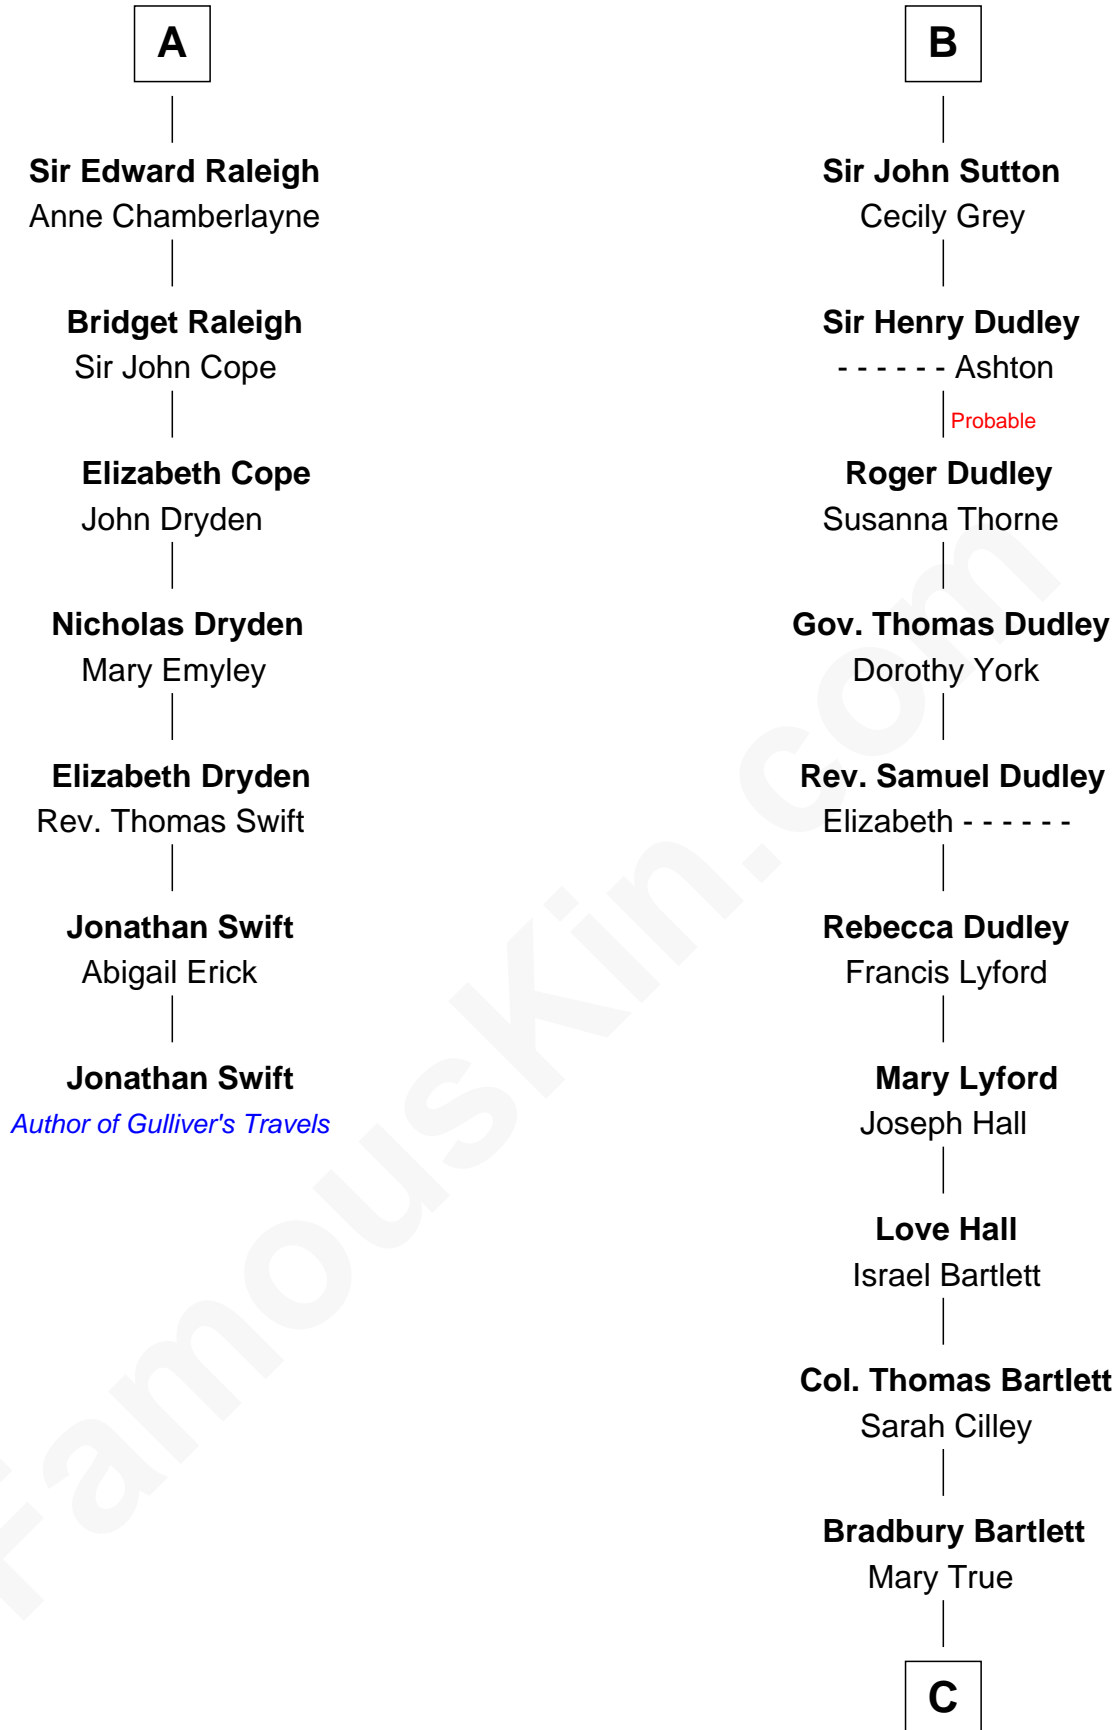 A
Sir Edward Raleigh
Anne Chamberlayne
Bridget Raleigh
Sir John Cope
Elizabeth Cope
John Dryden
Nicholas Dryden
Mary Emyley
Elizabeth Dryden
Rev. Thomas Swift
Jonathan Swift
Abigail Erick
Jonathan Swift
Author of Gulliver's Travels
B
Sir John Sutton
Cecily Grey
Sir Henry Dudley
- - - - - - Ashton
Probable
Roger Dudley
Susanna Thorne
Gov. Thomas Dudley
Dorothy York
Rev. Samuel Dudley
Elizabeth - - - - - -
Rebecca Dudley
Francis Lyford
Mary Lyford
Joseph Hall
Love Hall
Israel Bartlett
Col. Thomas Bartlett
Sarah Cilley
Bradbury Bartlett
Mary True
C
FamousKin.com